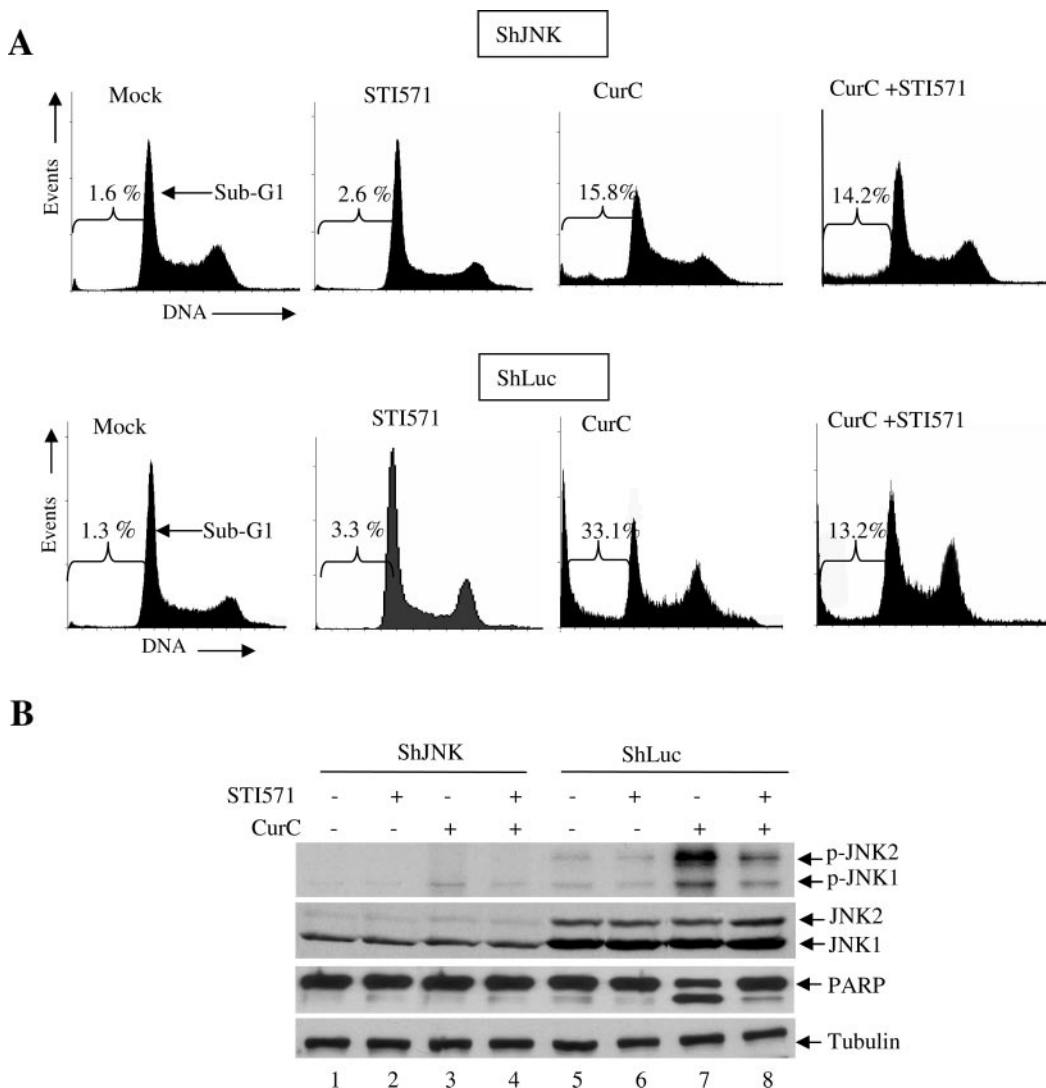 A
ShJNK
Mock
STI571
CurC
CurC +STI571
Events
1.6 %
Sub-G1
2.6 %
15.8%
14.2%
DNA
ShLuc
Mock
STI571
CurC
CurC +STI571
Events
1.3 %
Sub-G1
3.3 %
33.1%
13.2%
DNA
B
ShJNK ShLuc
STI571 - + - + - + - +
CurC - - + + - - + +
p-JNK2
p-JNK1
JNK2
JNK1
PARP
Tubulin
1 2 3 4 5 6 7 8